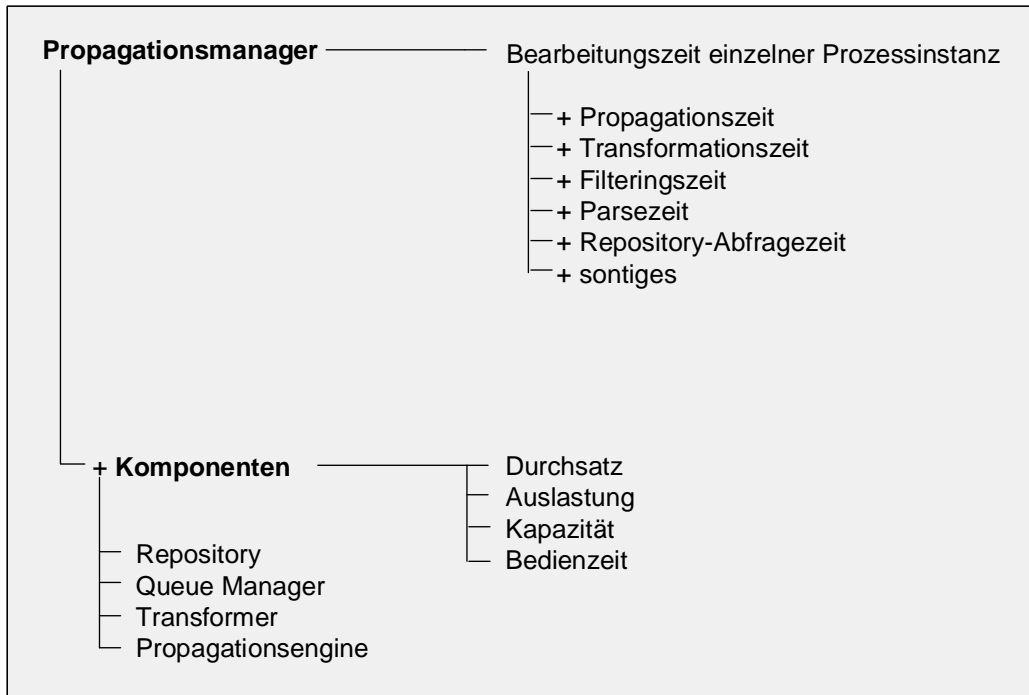 Propagationsmanager
Bearbeitungszeit einzelner Prozessinstanz
+ Propagationszeit
+ Transformationszeit
+ Filteringszeit
+ Parsezeit
+ Repository-Abfragezeit
+ sontiges
+ Komponenten
Durchsatz
Auslastung
Kapazität
Bedienzeit
Repository
Queue Manager
Transformer
Propagationsengine